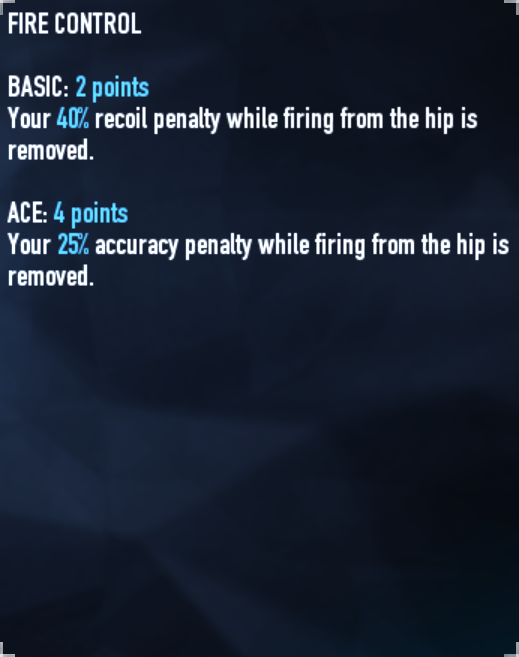 FIRE CONTROL
BASIC: 2 points
Your 40% recoil penalty while firing from the hip is
removed.
ACE: 4 points
Your 25% accuracy penalty while firing from the hip is
removed.